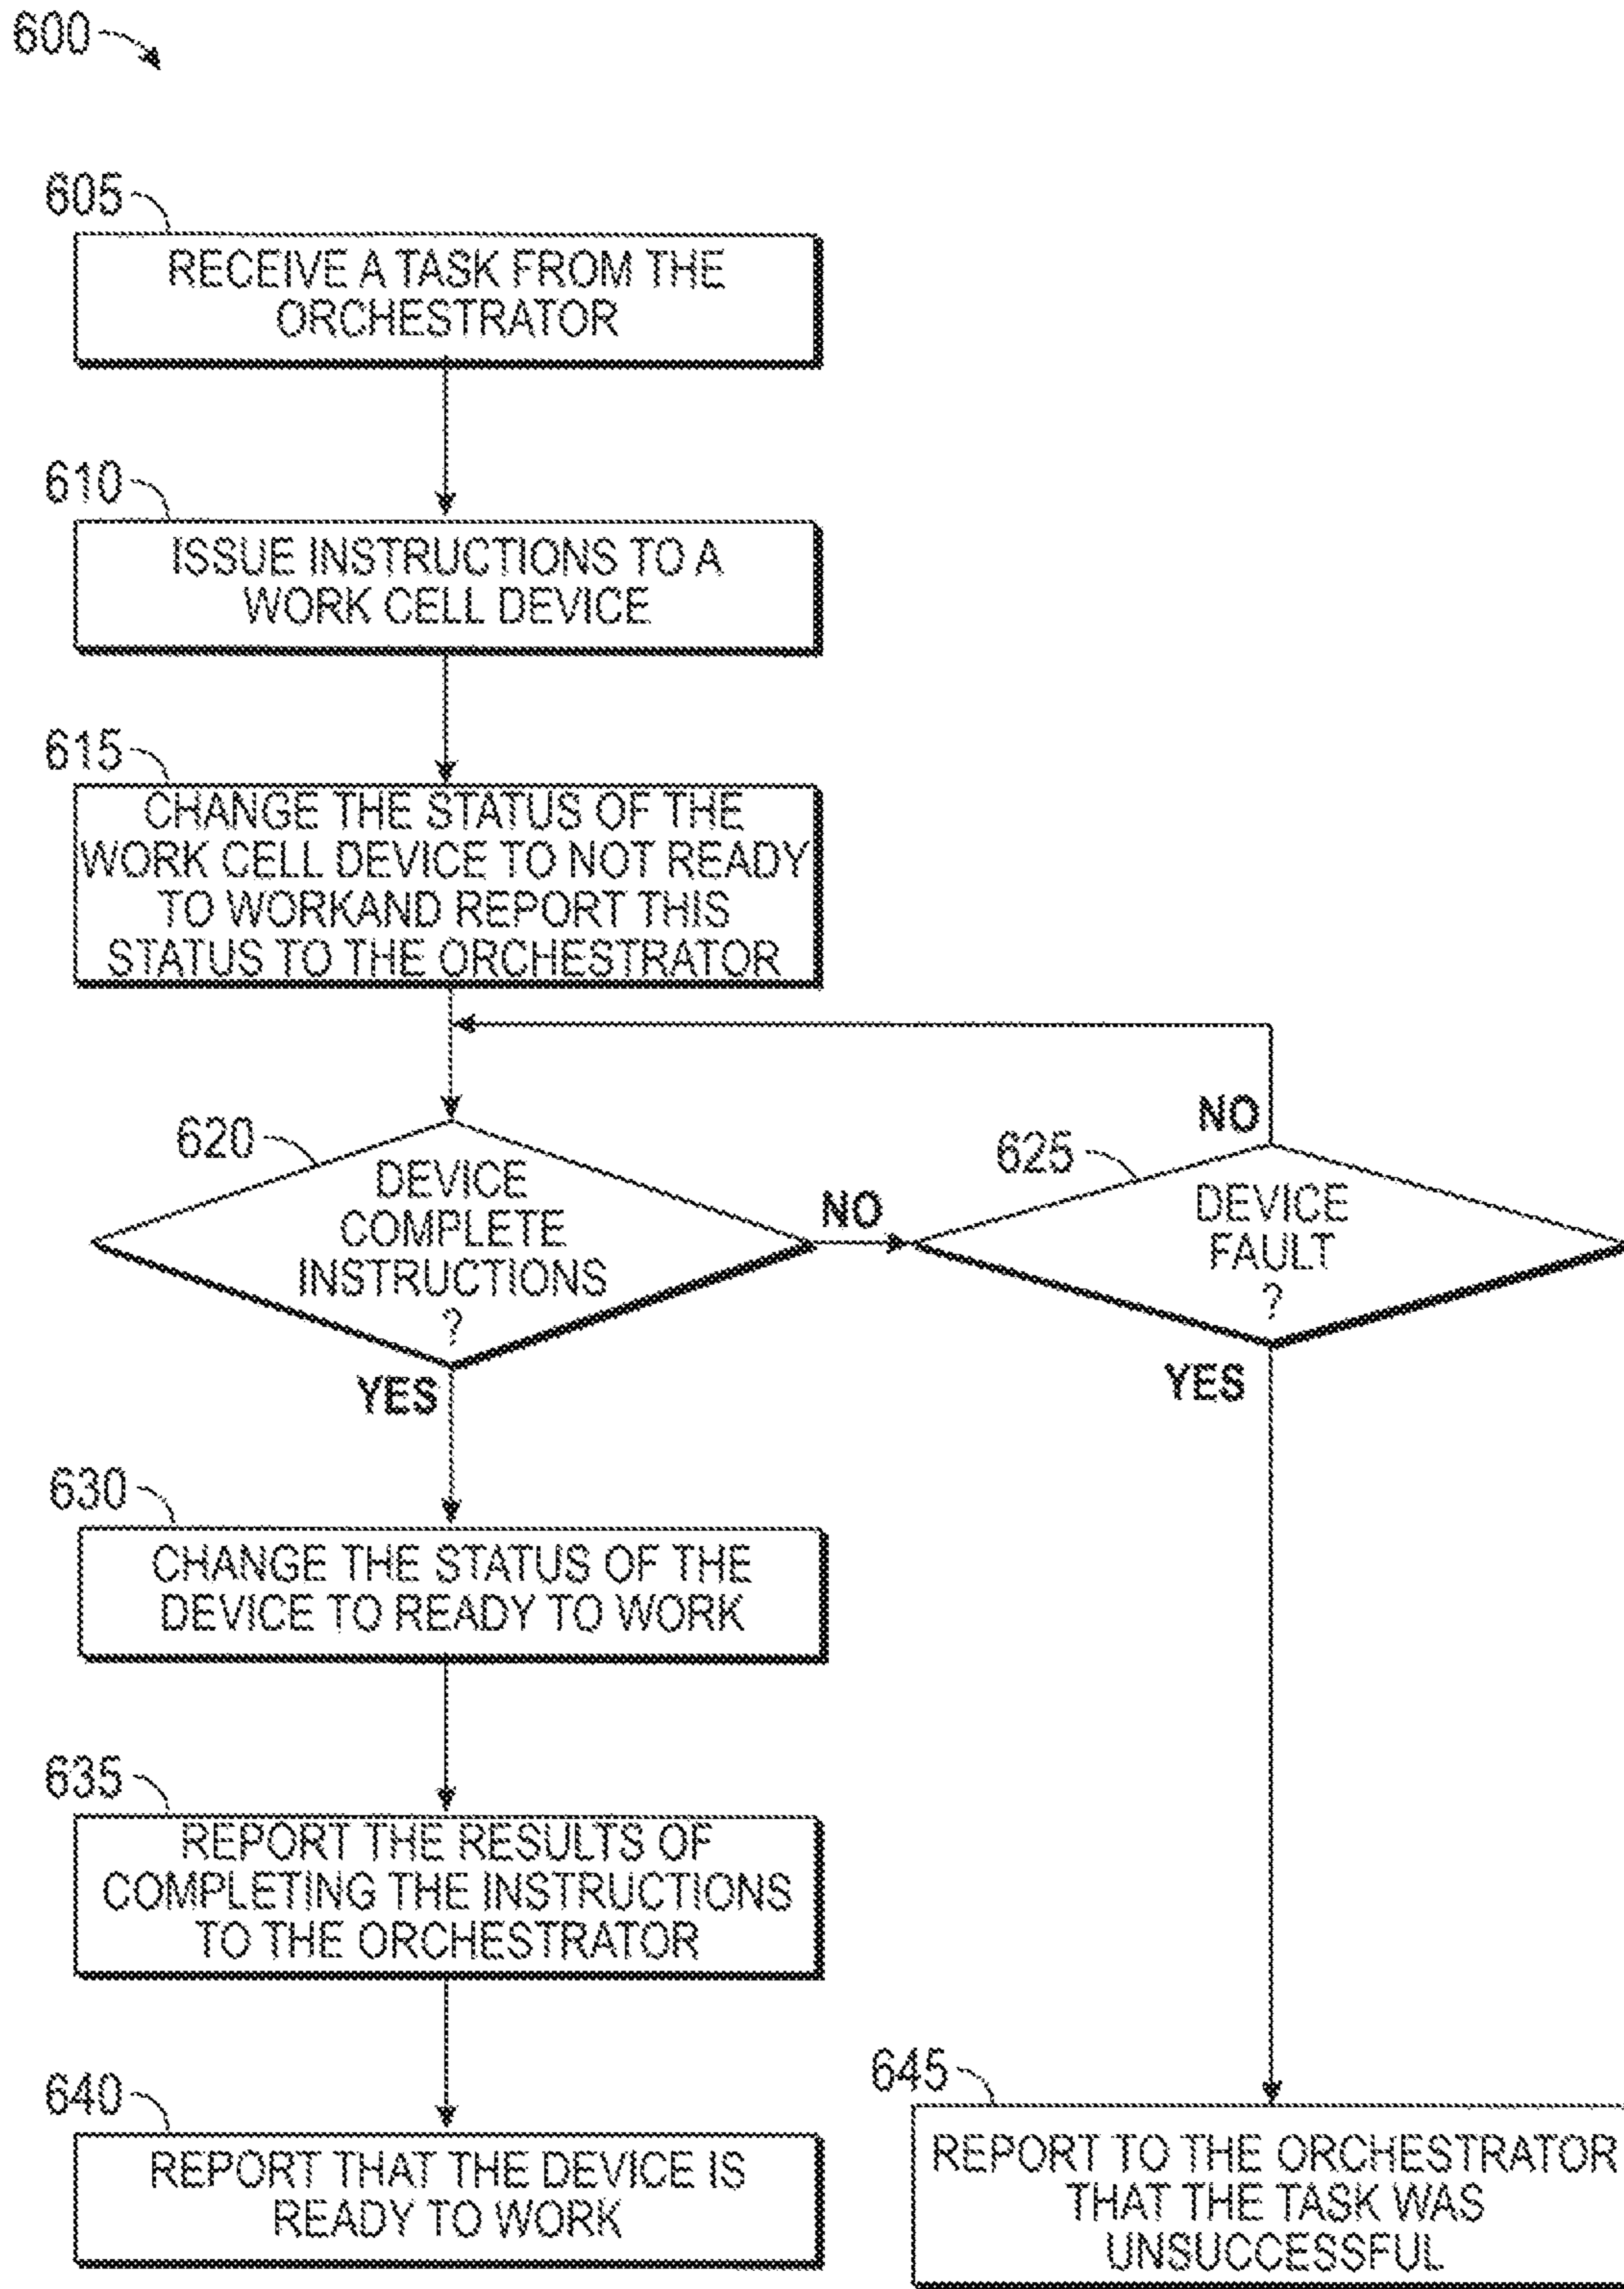 600
605
RECEIVE A TASK FROM THE
ORCHESTRATOR
610
ISSUE INSTRUCTIONS TO A
WORK CELL DEVICE
615
CHANGE THE STATUS OF THE
WORK CELL DEVICE TO NOT READY
TO WORKAND REPORT THIS
STATUS TO THE ORCHESTRATOR
620
DEVICE
COMPLETE
INSTRUCTIONS
?
NO
YES
625
DEVICE
FAULT
?
NO
YES
630
CHANGE THE STATUS OF THE
DEVICE TO READY TO WORK
635
REPORT THE RESULTS OF
COMPLETING THE INSTRUCTIONS
TO THE ORCHESTRATOR
640
REPORT THAT THE DEVICE IS
READY TO WORK
645
REPORT TO THE ORCHESTRATOR
THAT THE TASK WAS
UNSUCCESSFUL